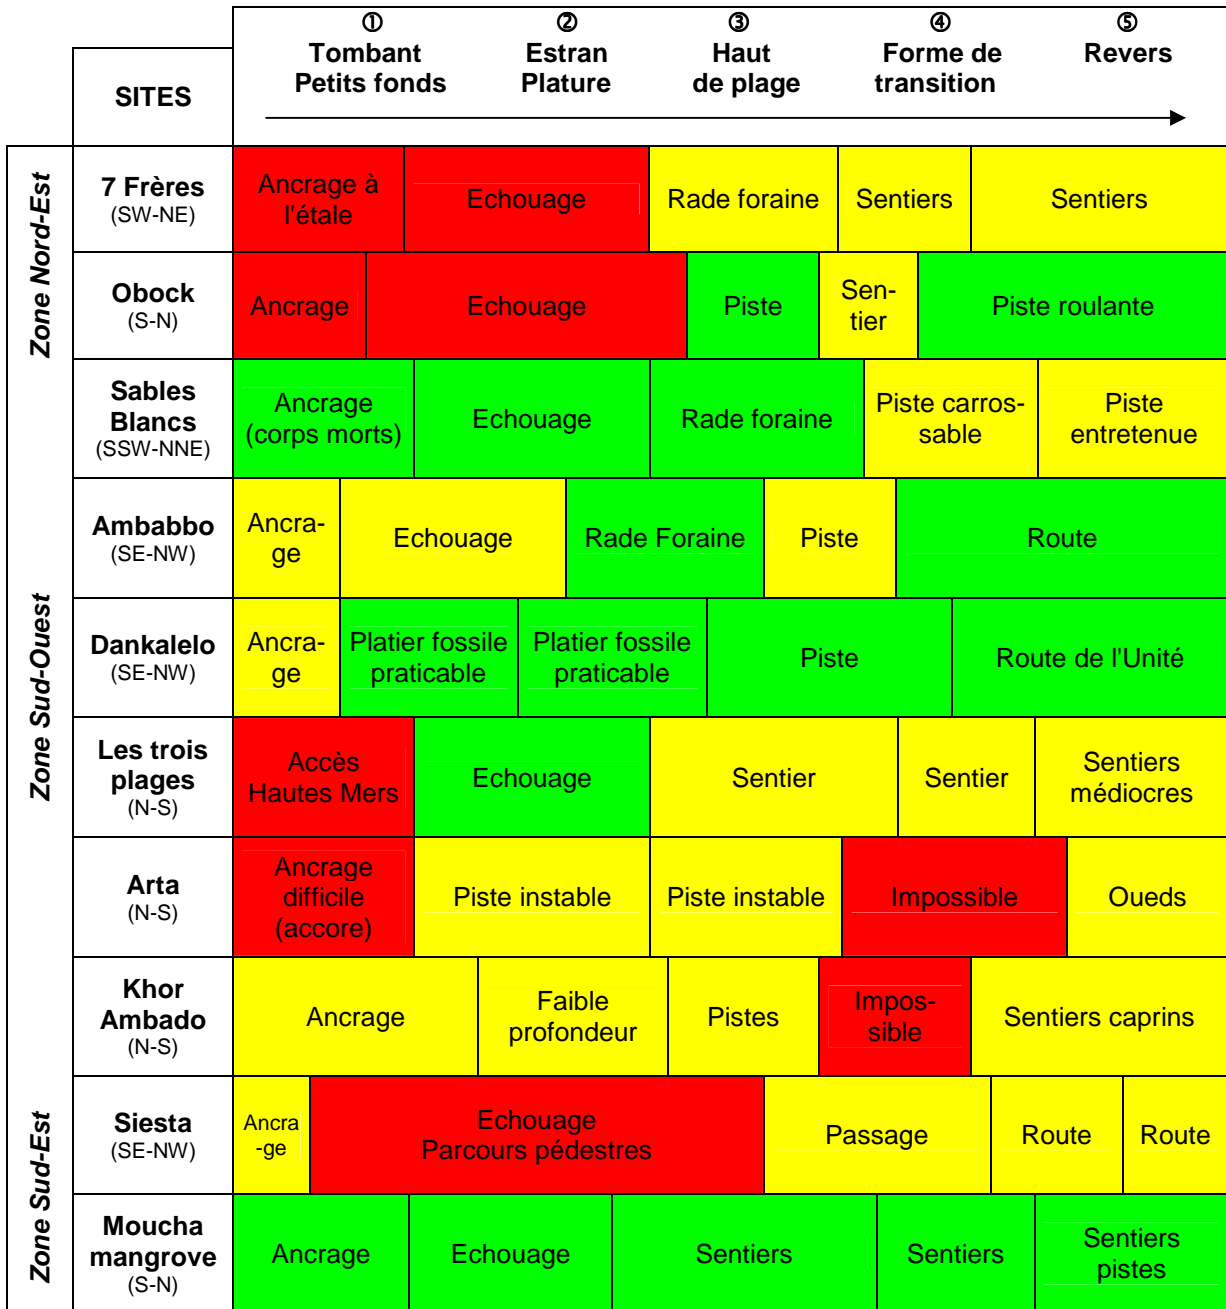 ① ② ③ ④ ⑤
Tombant Estran Haut Forme de Revers
Petits fonds Plature de plage transition
SITES
Zone Nord-Est
7 Frères
(SW-NE)
Ancrage à
l'étale
Echouage
Rade foraine
Sentiers
Sentiers
Obock
(S-N)
Ancrage
Echouage
Piste
Sen-
tier
Piste roulante
Zone Sud-Ouest
Sables
Blancs
(SSW-NNE)
Ancrage
(corps morts)
Echouage
Rade foraine
Piste carros-
sable
Piste
entretenue
Ambabbo
(SE-NW)
Ancra-
ge
Echouage
Rade Foraine
Piste
Route
Dankalelo
(SE-NW)
Ancra-
ge
Platier fossile
praticable
Platier fossile
praticable
Piste
Route de l'Unité
Les trois
plages
(N-S)
Accès
Hautes Mers
Echouage
Sentier
Sentier
Sentiers
médiocres
Arta
(N-S)
Ancrage
difficile
(accore)
Piste instable
Piste instable
Impossible
Oueds
Khor
Ambado
(N-S)
Ancrage
Faible
profondeur
Pistes
Impos-
sible
Sentiers caprins
Zone Sud-Est
Siesta
(SE-NW)
Ancra
-ge
Echouage
Parcours pédestres
Passage
Route
Route
Moucha
mangrove
(S-N)
Ancrage
Echouage
Sentiers
Sentiers
Sentiers
pistes